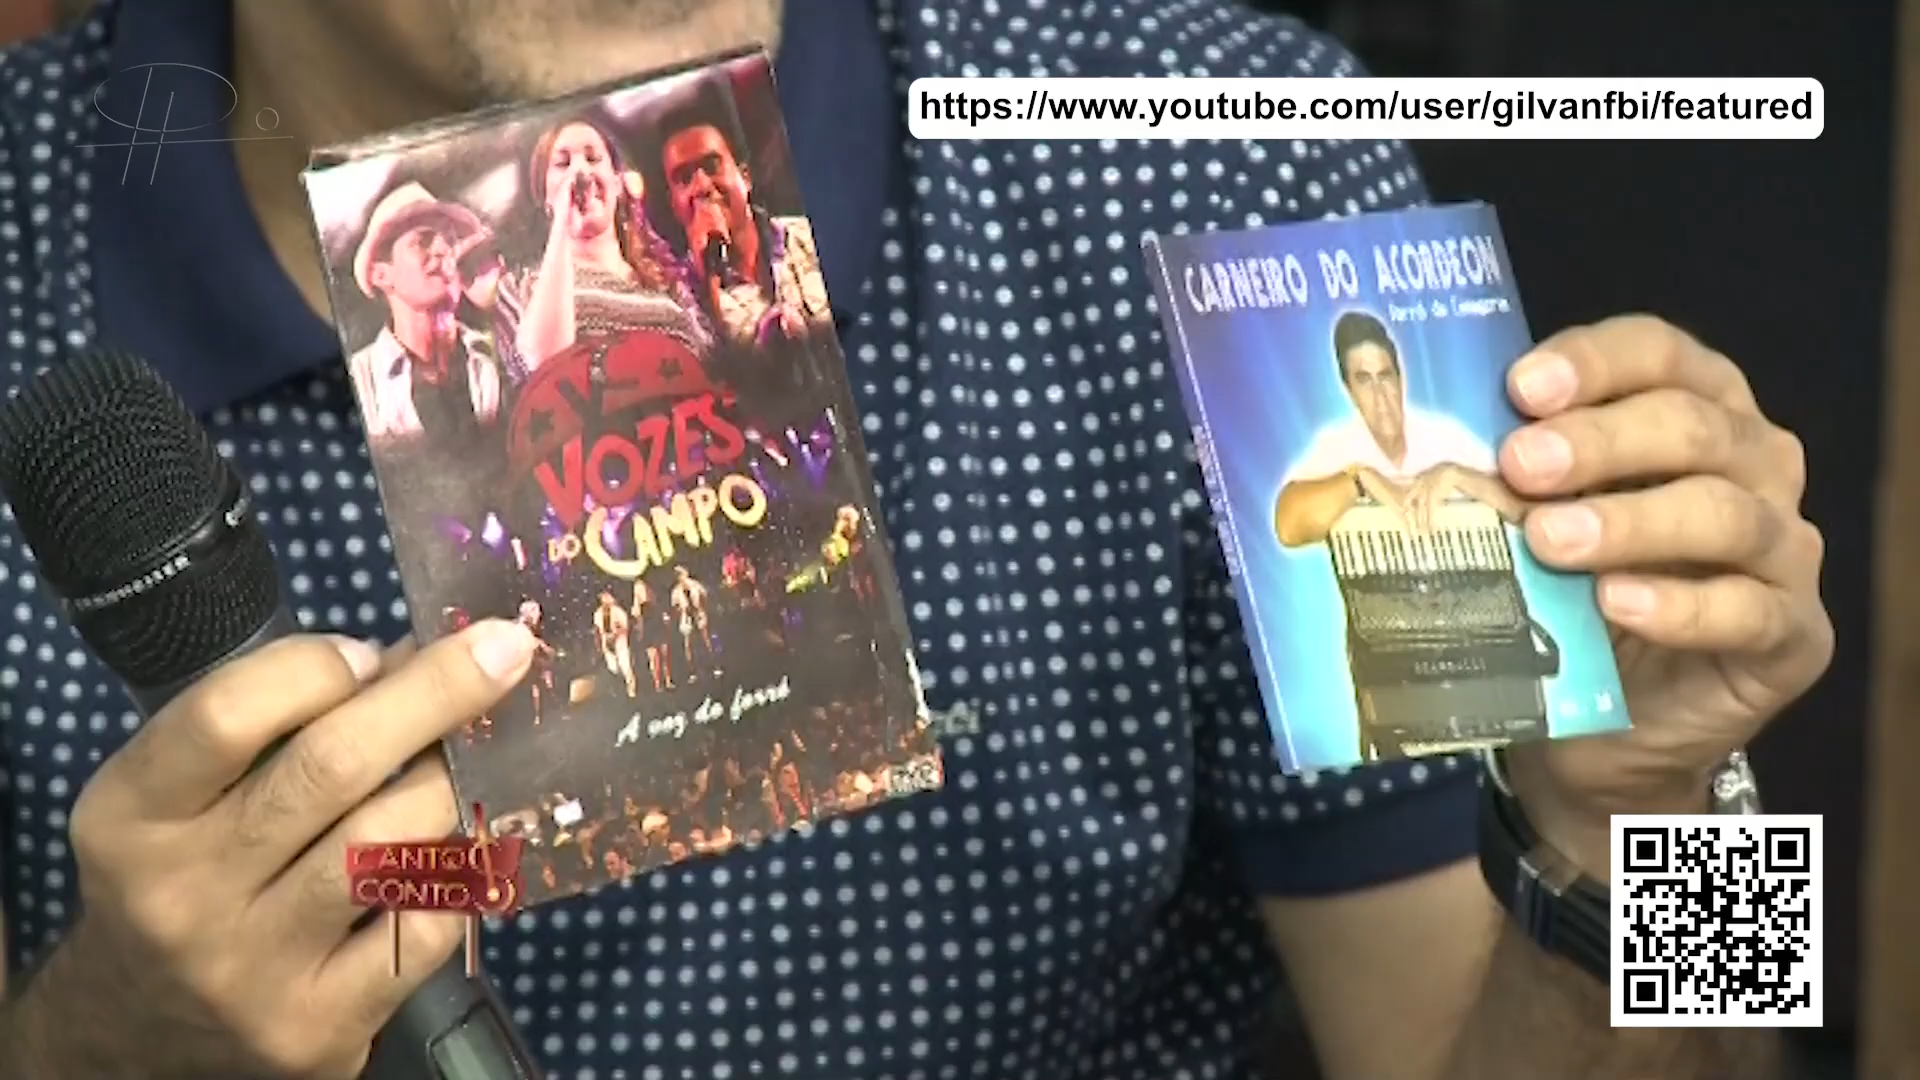 https://www.youtube.com/user/gilvanfbi/featured
VOZES
DO CAMPO
A voz do forró
CARNEIRO DO ACORDEON
CANTO
CONTO